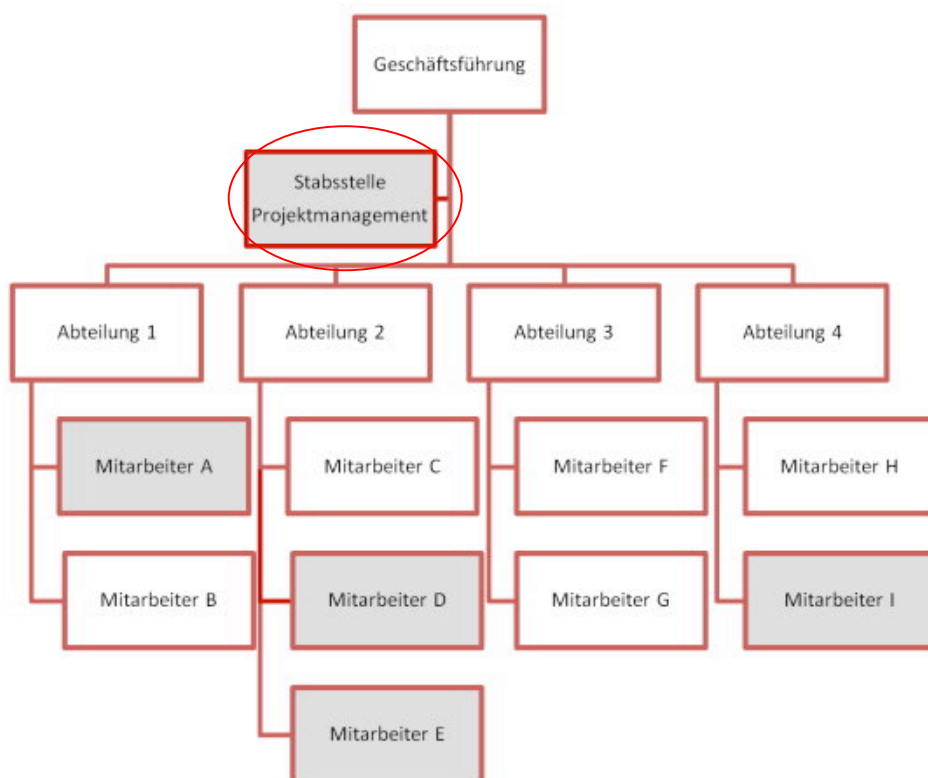 Geschäftsführung
Stabsstelle
Projektmanagement
Abteilung 1
Abteilung 2
Abteilung 3
Abteilung 4
Mitarbeiter A
Mitarbeiter C
Mitarbeiter F
Mitarbeiter H
Mitarbeiter B
Mitarbeiter D
Mitarbeiter G
Mitarbeiter I
Mitarbeiter E